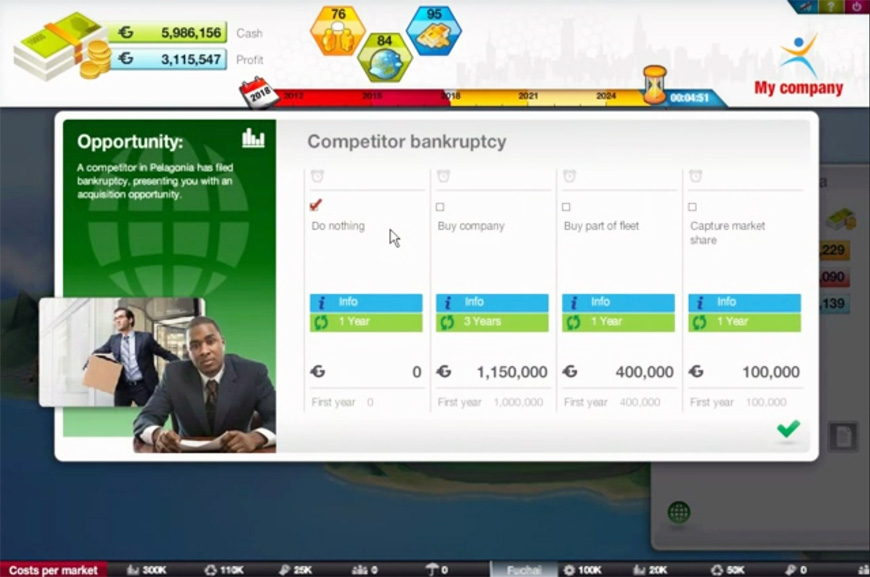 76
95
84
5,986,156 Cash
3,115,547 Profit
My company
2018
2012 2015 2018 2021 2024
00:04:51
Opportunity:
A competitor in Pelagonia has filed
bankruptcy, presenting you with an
acquisition opportunity.
Competitor bankruptcy
Do nothing
Buy company
Buy part of fleet
Capture market
share
Info Info Info Info
1 Year 3 Years 1 Year 1 Year
0 1,150,000 400,000 100,000
First year 0 First year 1,000,000 First year 400,000 First year 100,000
a
,229
,090
,139
Costs per market 300K 110K 25K 0 0 Fuchai 100K 20K 50K 0